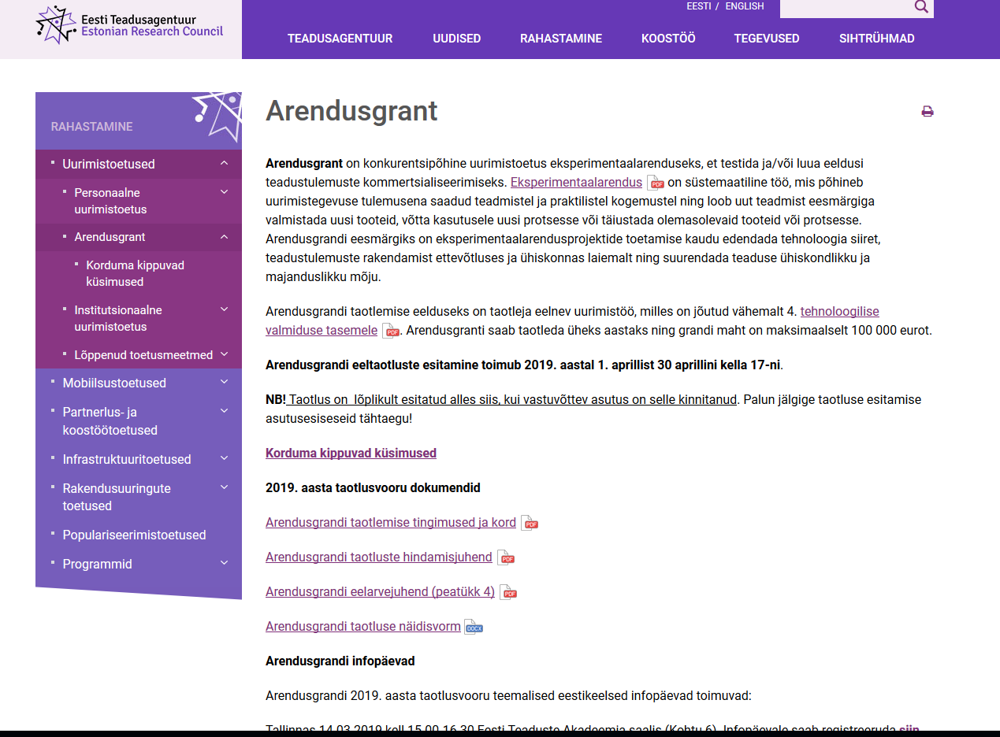 Eesti Teadusagentuur
Estonian Research Council
EESTI / ENGLISH
TEADUSAGENTUUR UUDISED RAHASTAMINE KOOSTÖÖ TEGEVUSED SIHTRÜHMAD
RAHASTAMINE
Uurimistoetused
Personaalne
uurimistoetus
Arendusgrant
Korduma kippuvad
küsimused
Institutsionaalne
uurimistoetus
Lõppenud toetusmeetmed
Mobiilsustoetused
Partnerlus- ja
koostöötoetused
Infrastruktuuritoetused
Rakendusuuringute
toetused
Populariseerimistoetused
Programmid
Arendusgrant
Arendusgrant on konkurentsipõhine uurimistoetus eksperimentaalarenduseks, et testida ja/või luua eeldusi
teadustulemuste kommertsialiseerimiseks. Eksperimentaalarendus PDF on süstemaatiline töö, mis põhineb
uurimistegevuse tulemusena saadud teadmistel ja praktilistel kogemustel ning loob uut teadmist eesmärgiga
valmistada uusi tooteid, võtta kasutusele uusi protsesse või täiustada olemasolevaid tooteid või protsesse.
Arendusgrandi eesmärgiks on eksperimentaalarendusprojektide toetamise kaudu edendada tehnoloogia siiret,
teadustulemuste rakendamist ettevõtluses ja ühiskonnas laiemalt ning suurendada teaduse ühiskondlikku ja
majanduslikku mõju.
Arendusgrandi taotlemise eelduseks on taotleja eelnev uurimistöö, milles on jõutud vähemalt 4. tehnoloogilise
valmiduse tasemele PDF. Arendusgranti saab taotleda üheks aastaks ning grandi maht on maksimaalselt 100 000 eurot.
Arendusgrandi eeltaotluste esitamine toimub 2019. aastal 1. aprillist 30 aprillini kella 17-ni.
NB! Taotlus on lõplikult esitatud alles siis, kui vastuvõttev asutus on selle kinnitanud. Palun jälgige taotluse esitamise
asutusesiseseid tähtaegu!
Korduma kippuvad küsimused
2019. aasta taotlusvooru dokumendid
Arendusgrandi taotlemise tingimused ja kord PDF
Arendusgrandi taotluste hindamisjuhend PDF
Arendusgrandi eelarvejuhend (peatükk 4) PDF
Arendusgrandi taotluse näidisvorm DOCX
Arendusgrandi infopäevad
Arendusgrandi 2019. aasta taotlusvooru teemalised eestikeelsed infopäevad toimuvad:
Tallinnas 14.03.2019 kell 15.00-16.30 Eesti Teaduste Akadeemia saalis (Kohtu 6). Infopäevale saab registreeruda siin